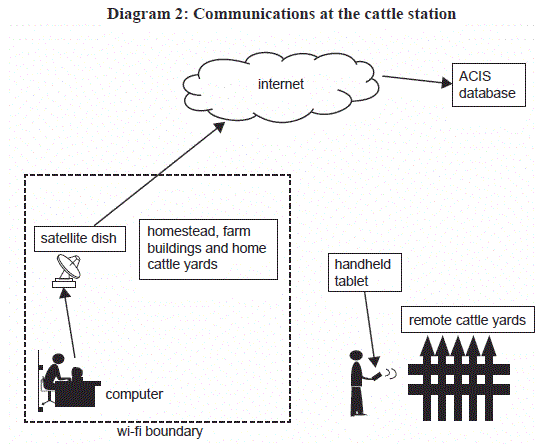 Diagram 2: Communications at the cattle station
internet
ACIS
database
satellite dish
homestead, farm
buildings and home
cattle yards
handheld
tablet
remote cattle yards
computer
wi-fi boundary